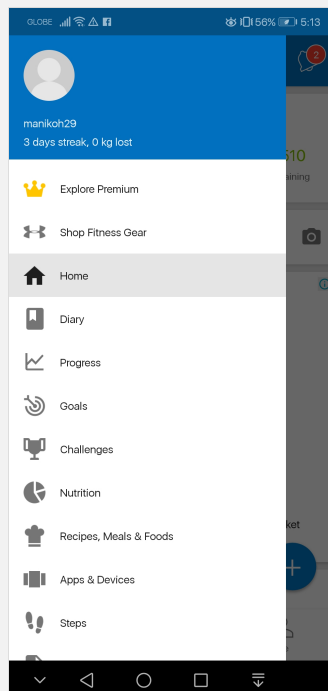 GLOBE 56% 5:13
2
manikoh29
3 days streak, 0 kg lost
Explore Premium
Shop Fitness Gear
Home
Diary
Progress
Goals
Challenges
Nutrition
Recipes, Meals & Foods
Apps & Devices
Steps